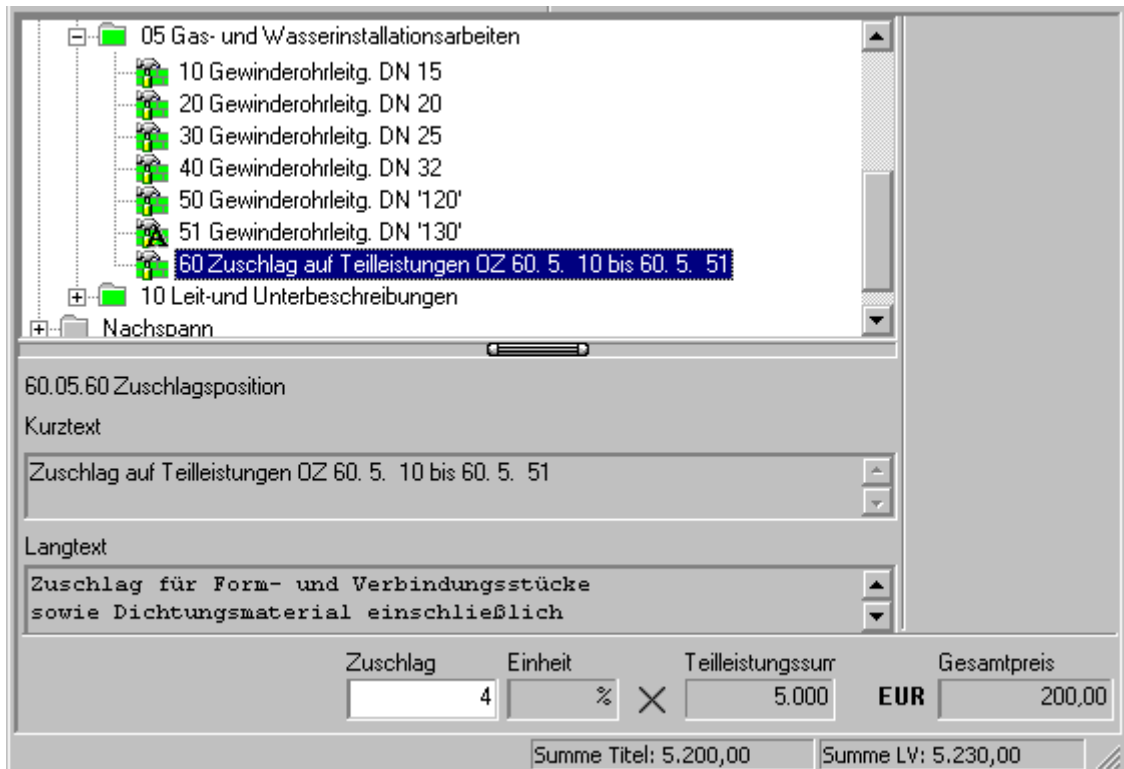 05 Gas- und Wasserinstallationsarbeiten
10 Gewinderohrleitg. DN 15
20 Gewinderohrleitg. DN 20
30 Gewinderohrleitg. DN 25
40 Gewinderohrleitg. DN 32
50 Gewinderohrleitg. DN '120'
51 Gewinderohrleitg. DN '130'
60 Zuschlag auf Teilleistungen OZ 60. 5.  10 bis 60. 5.  51
10 Leit-und Unterbeschreibungen
Nachspann
60.05.60 Zuschlagsposition
Kurztext
Zuschlag auf Teilleistungen OZ 60. 5.  10 bis 60. 5.  51
Langtext
Zuschlag für Form- und Verbindungsstücke
sowie Dichtungsmaterial einschließlich
Zuschlag Einheit Teilleistungssum Gesamtpreis
4 % 5.000 EUR 200,00
Summe Titel: 5.200,00 Summe LV: 5.230,00